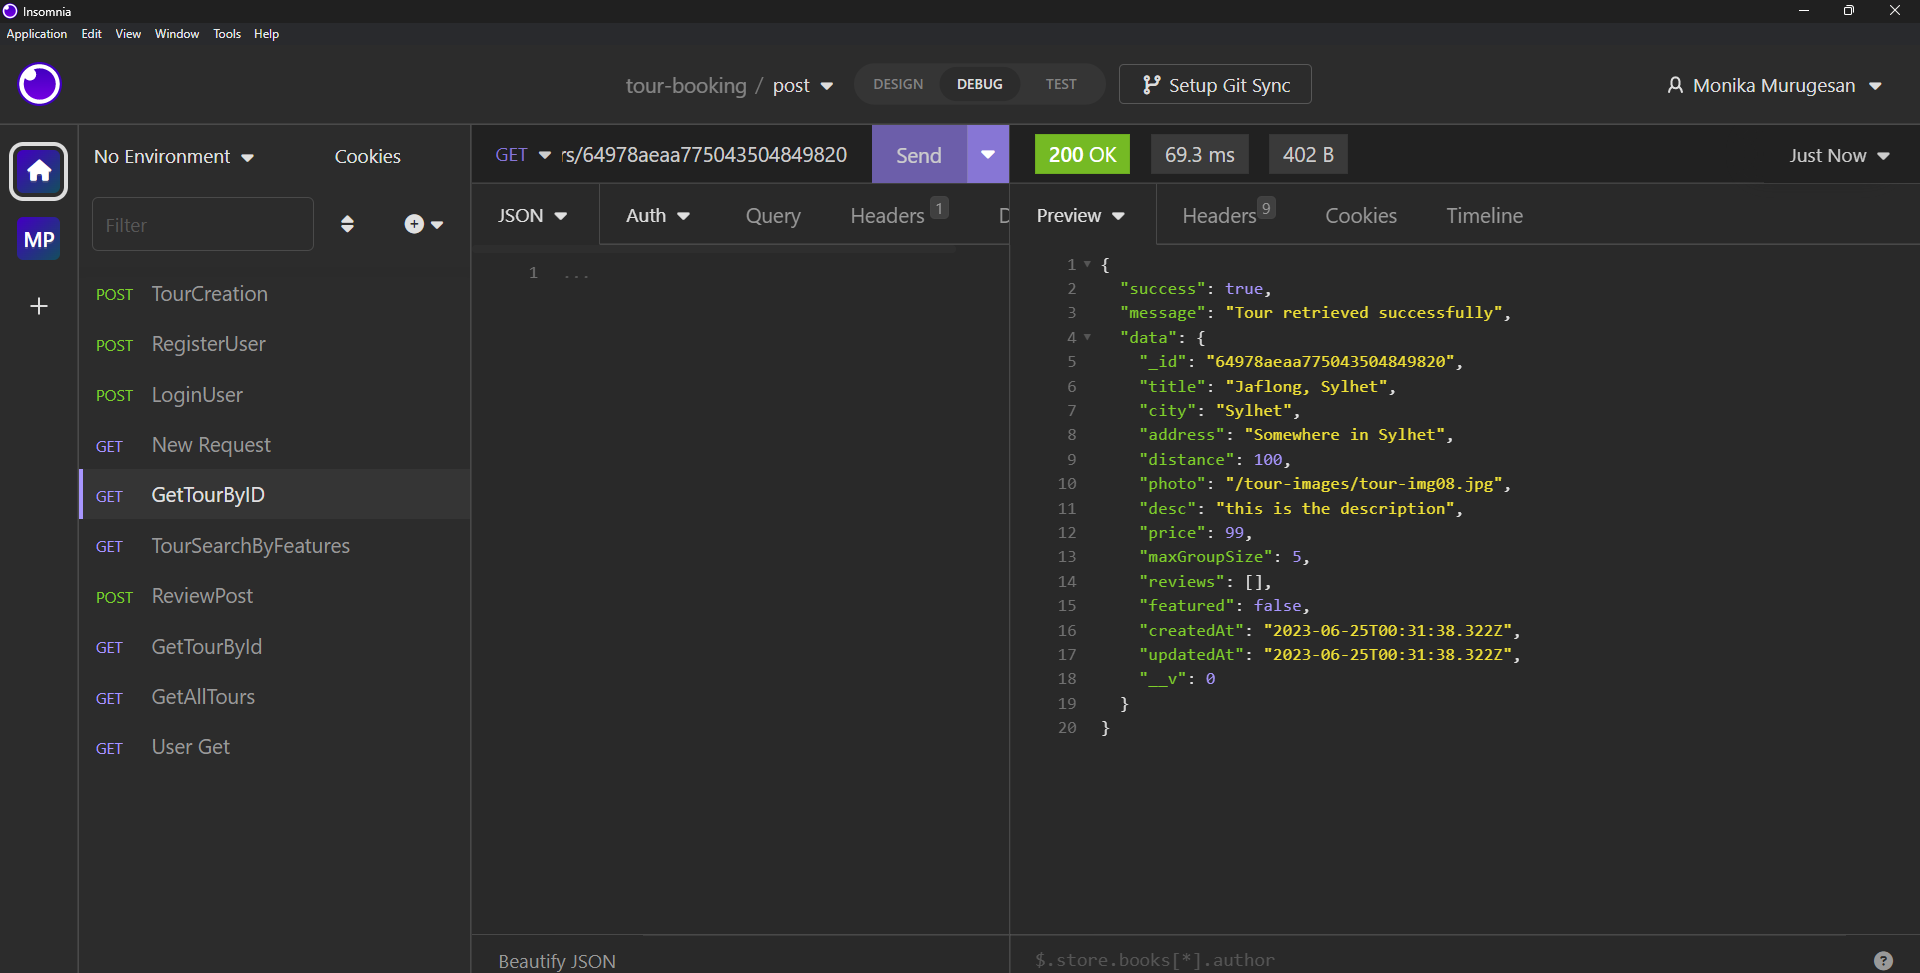 Insomnia
Application Edit View Window Tools Help
tour-booking / post DESIGN DEBUG TEST Setup Git Sync Monika Murugesan
No Environment Cookies
GET rs/64978aeaa775043504849820 Send 200 OK 69.3 ms 402 B Just Now
Filter
JSON Auth Query Headers 1
Preview Headers 9 Cookies Timeline
MP
POST TourCreation
POST RegisterUser
POST LoginUser
GET New Request
GET GetTourByID
GET TourSearchByFeatures
POST ReviewPost
GET GetTourById
GET GetAllTours
GET User Get
1 ...
1 {
2 "success": true,
3 "message": "Tour retrieved successfully",
4 "data": {
5 "_id": "64978aeaa775043504849820",
6 "title": "Jaflong, Sylhet",
7 "city": "Sylhet",
8 "address": "Somewhere in Sylhet",
9 "distance": 100,
10 "photo": "/tour-images/tour-img08.jpg",
11 "desc": "this is the description",
12 "price": 99,
13 "maxGroupSize": 5,
14 "reviews": [],
15 "featured": false,
16 "createdAt": "2023-06-25T00:31:38.322Z",
17 "updatedAt": "2023-06-25T00:31:38.322Z",
18 "__v": 0
19 }
20 }
Beautify JSON
$.store.books[*].author ?